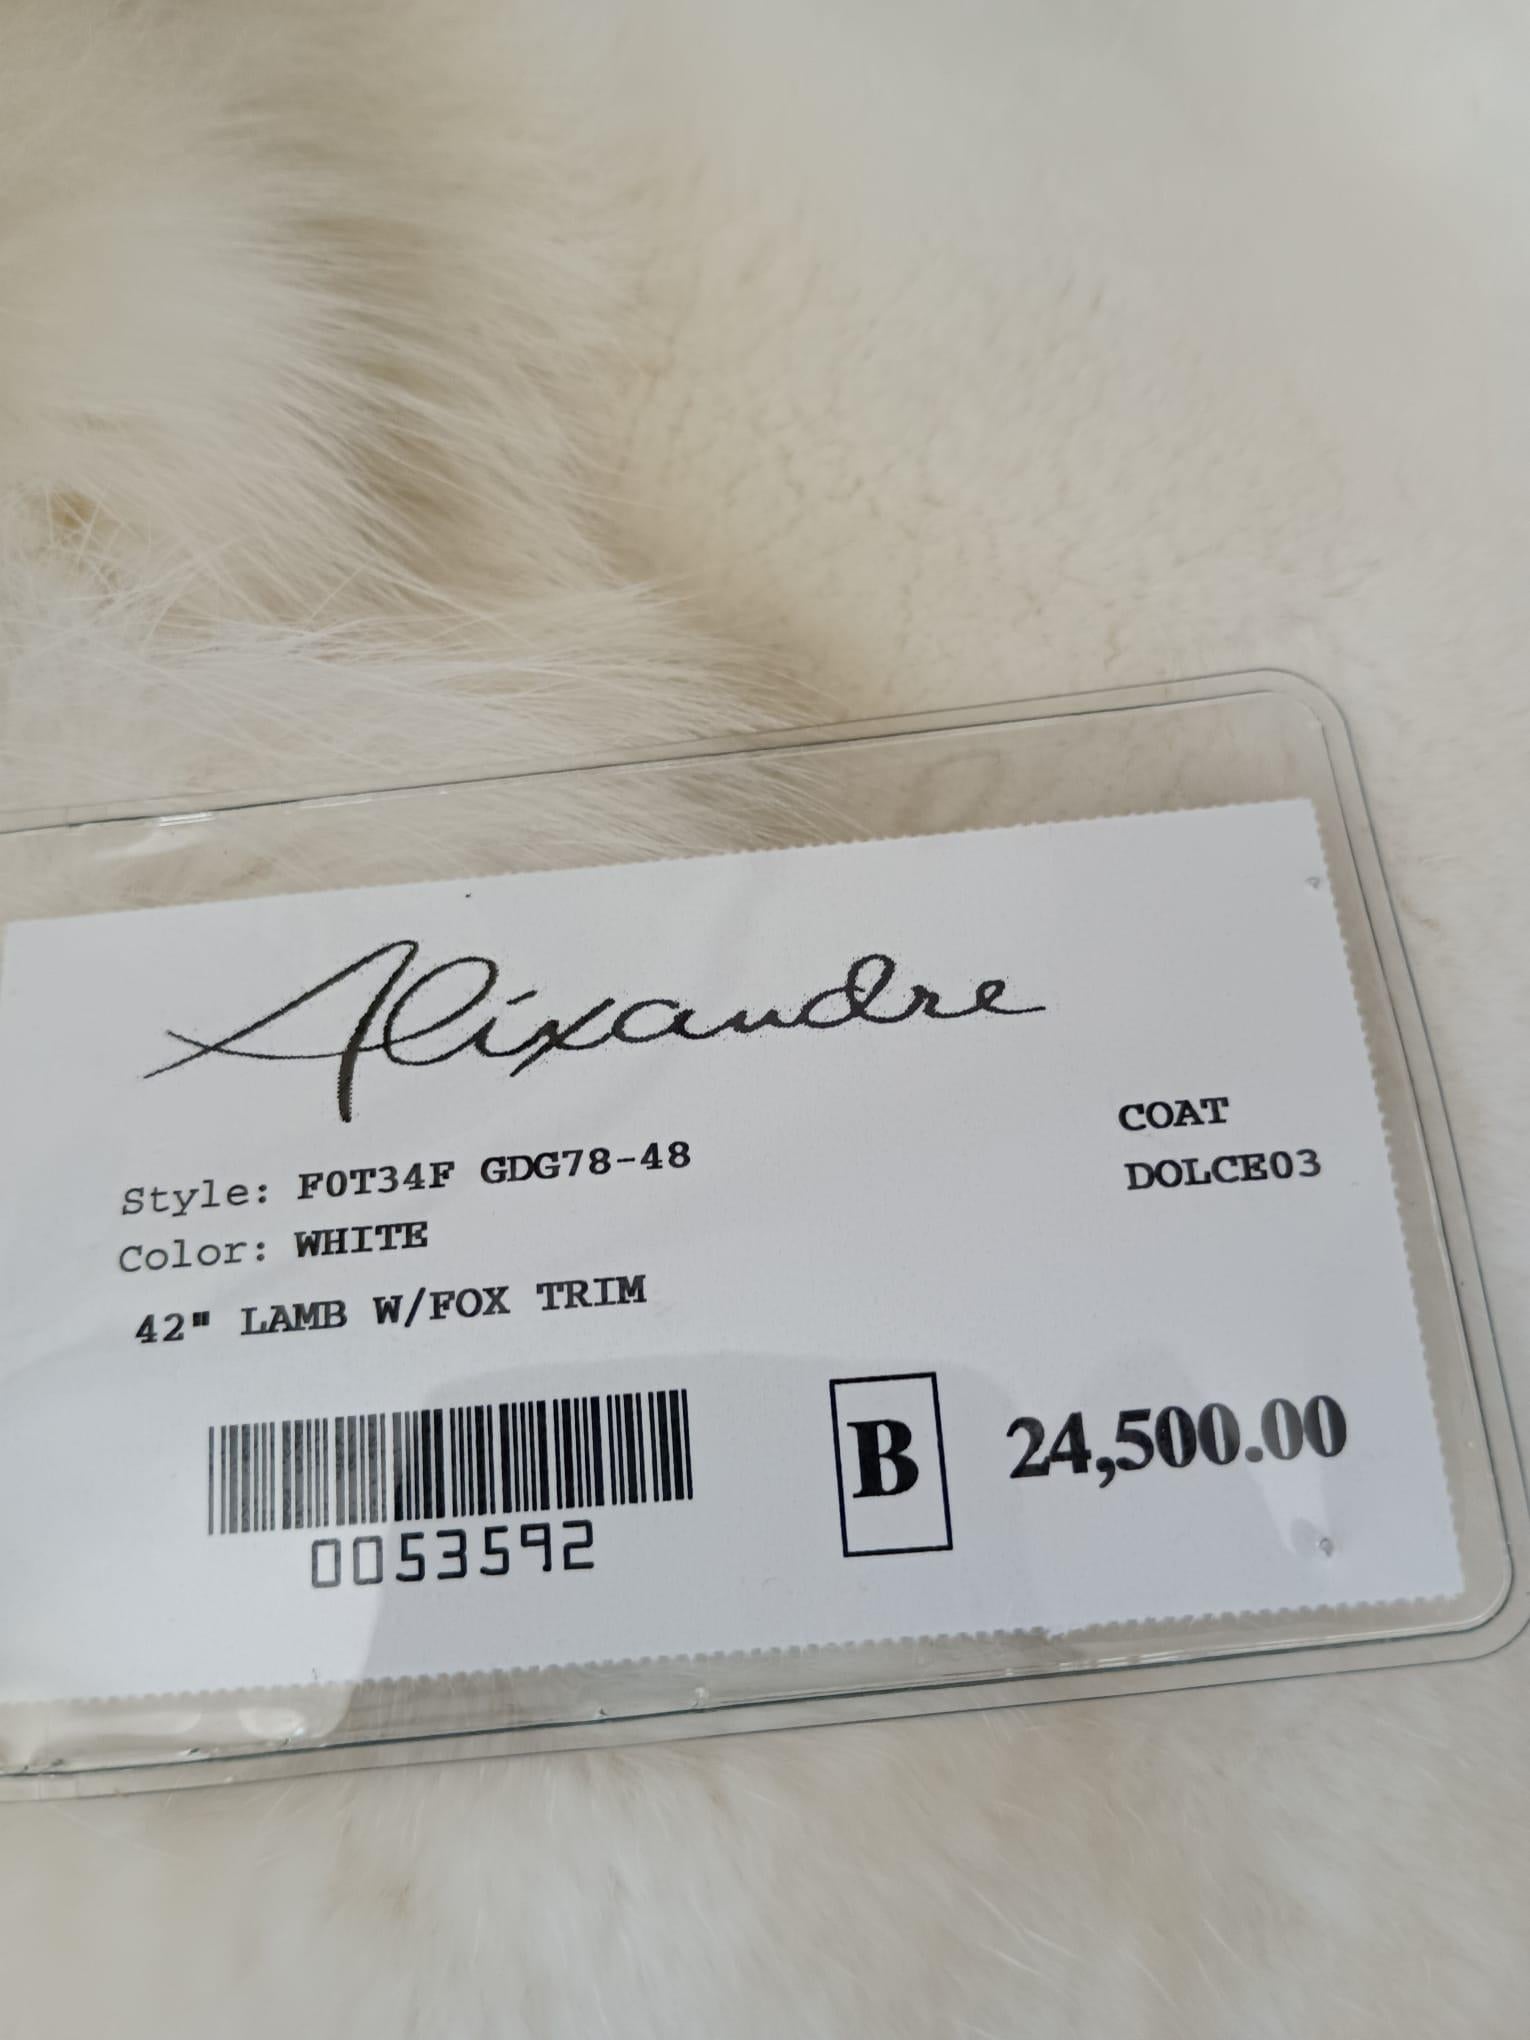 Alixandre
COAT
Style: F0T34F GDG78-48
DOLCE03
Color: WHITE
42" LAMB W/FOX TRIM
B 24,500.00
0053592